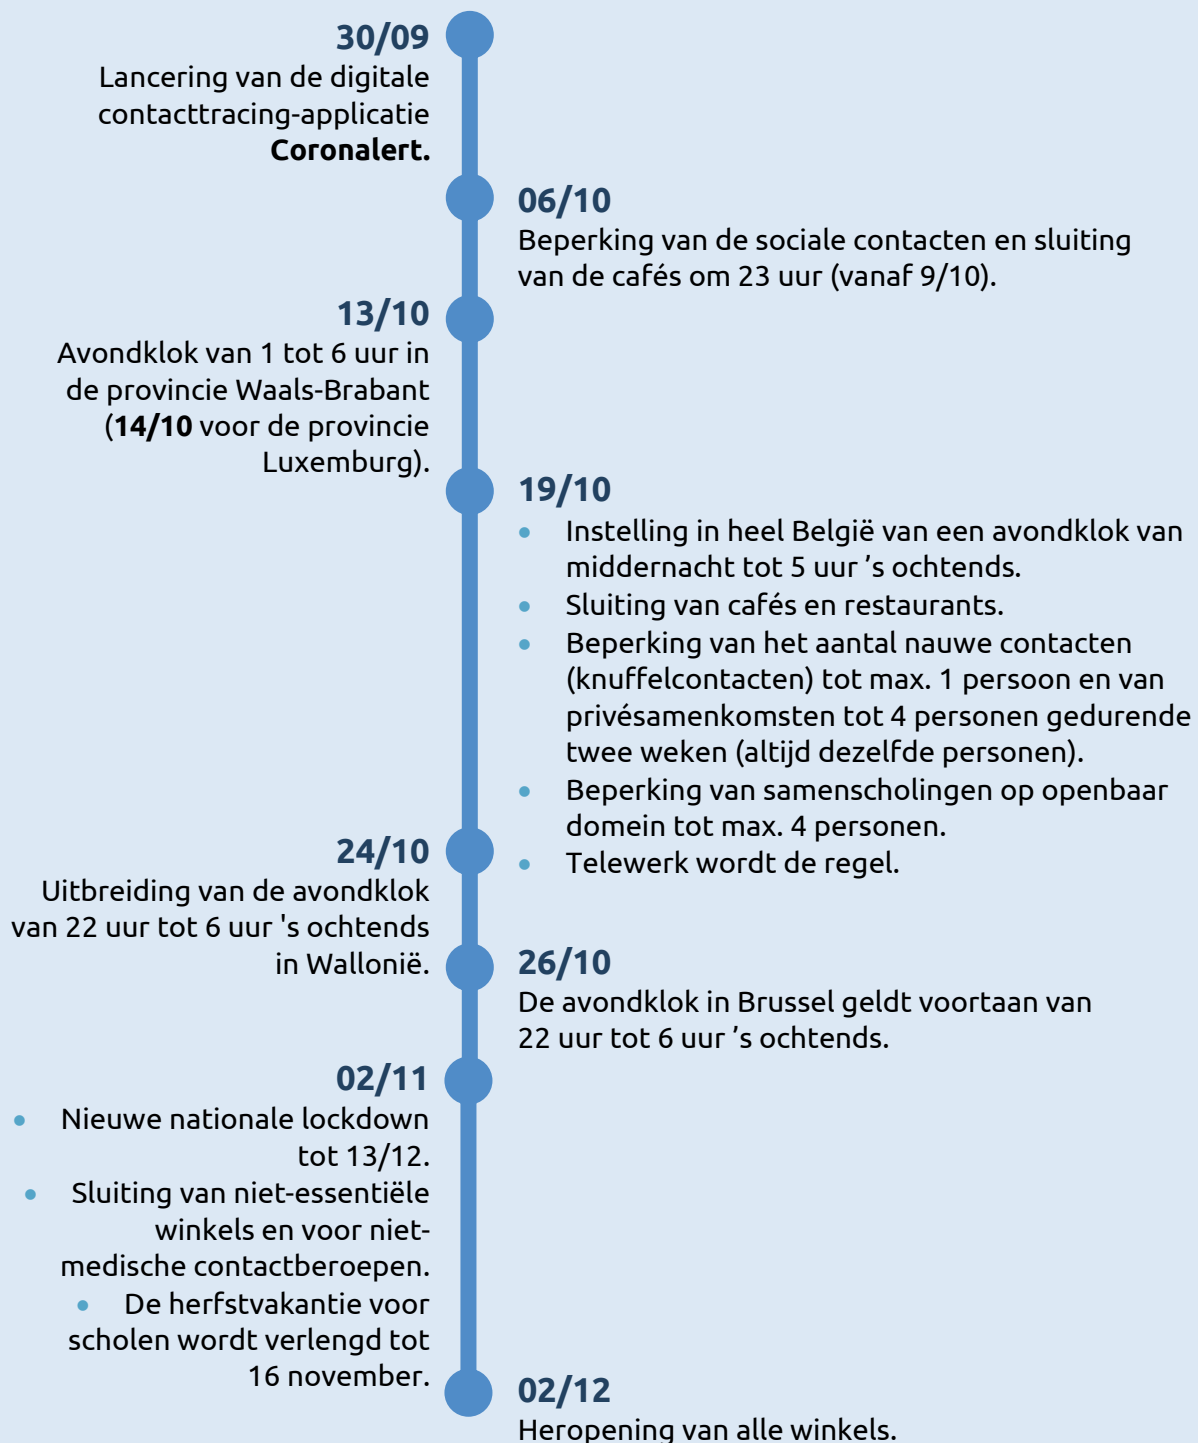 30/09
Lancering van de digitale
contacttracing-applicatie
Coronalert.
06/10
Beperking van de sociale contacten en sluiting
van de cafés om 23 uur (vanaf 9/10).
13/10
Avondklok van 1 tot 6 uur in
de provincie Waals-Brabant
(14/10 voor de provincie
Luxemburg).
19/10
• Instelling in heel België van een avondklok van
middernacht tot 5 uur ’s ochtends.
• Sluiting van cafés en restaurants.
• Beperking van het aantal nauwe contacten
(knuffelcontacten) tot max. 1 persoon en van
privésamenkomsten tot 4 personen gedurende
twee weken (altijd dezelfde personen).
• Beperking van samenscholingen op openbaar
domein tot max. 4 personen.
• Telewerk wordt de regel.
24/10
Uitbreiding van de avondklok
van 22 uur tot 6 uur 's ochtends
in Wallonië.
26/10
De avondklok in Brussel geldt voortaan van
22 uur tot 6 uur ’s ochtends.
02/11
• Nieuwe nationale lockdown
tot 13/12.
• Sluiting van niet-essentiële
winkels en voor niet-
medische contactberoepen.
• De herfstvakantie voor
scholen wordt verlengd tot
16 november.
02/12
Heropening van alle winkels.